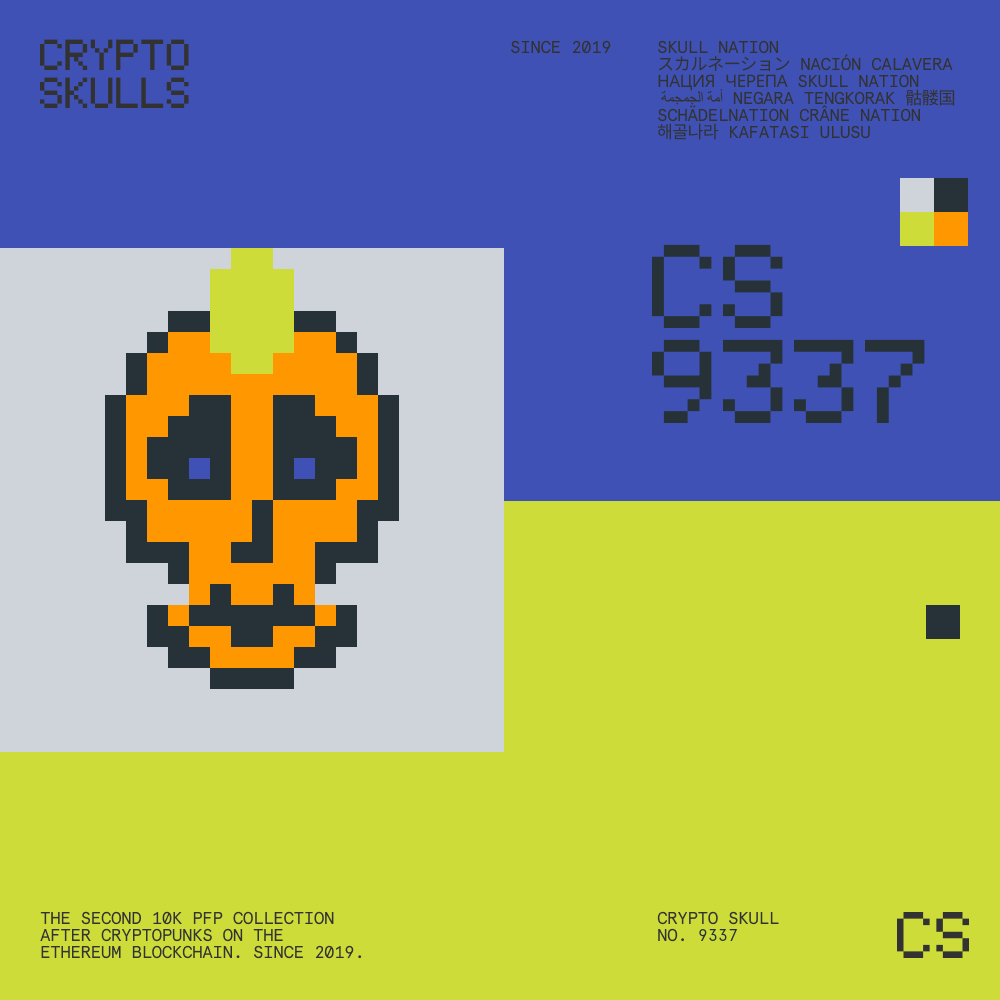 CRYPTO
SKULLS
SINCE 2019
SKULL NATION
スカルネーション NACIÓN CALAVERA
НАЦИЯ ЧЕРЕПА SKULL NATION
أمة الجمجمة NEGARA TENGKORAK 骷髅国
SCHÄDELNATION CRÂNE NATION
해골나라 KAFATASI ULUSU
CS
9337
THE SECOND 10K PFP COLLECTION
AFTER CRYPTOPUNKS ON THE
ETHEREUM BLOCKCHAIN. SINCE 2019.
CRYPTO SKULL
NO. 9337
CS